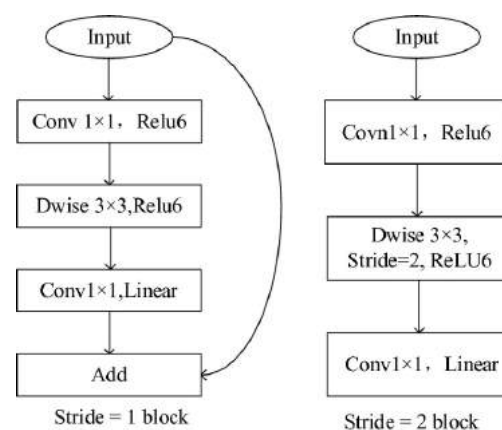 Input
Conv 1×1， Relu6
Dwise 3×3,Relu6
Conv1×1,Linear
Add
Stride = 1 block
Input
Covn1×1， Relu6
Dwise 3×3,
Stride=2, ReLU6
Conv1×1， Linear
Stride = 2 block